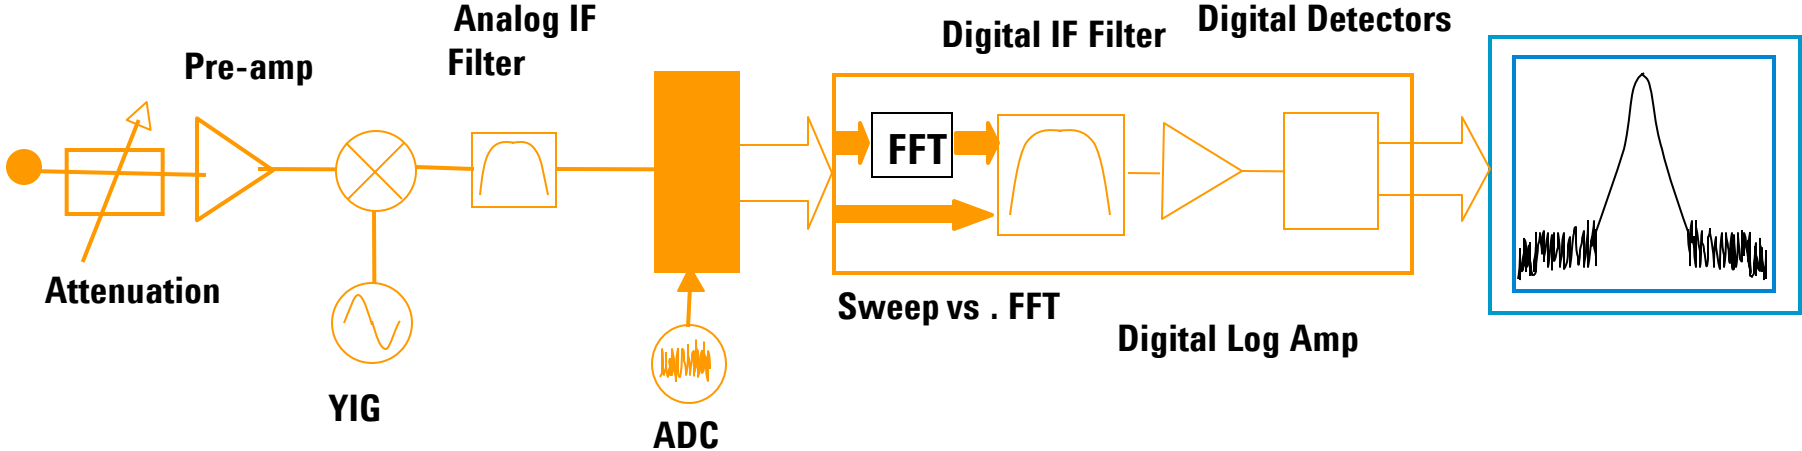 Analog IF
Filter
Digital IF Filter
Digital Detectors
Pre-amp
FFT
Attenuation
Sweep vs . FFT
Digital Log Amp
YIG
ADC